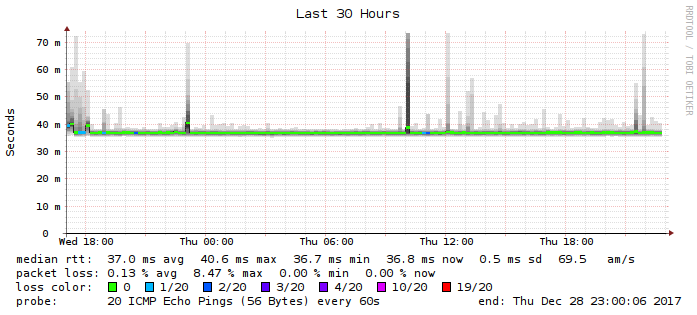 Last 30 Hours
RRDTOOL / TOBI OETIKER
Seconds
70 m
60 m
50 m
40 m
30 m
20 m
10 m
0
Wed 18:00 Thu 00:00 Thu 06:00 Thu 12:00 Thu 18:00
median rtt: 37.0 ms avg 40.6 ms max 36.7 ms min 36.8 ms now 0.5 ms sd 69.5 am/s
packet loss: 0.13 % avg 8.47 % max 0.00 % min 0.00 % now
loss color: 0 1/20 2/20 3/20 4/20 10/20 19/20
probe: 20 ICMP Echo Pings (56 Bytes) every 60s end: Thu Dec 28 23:00:06 2017